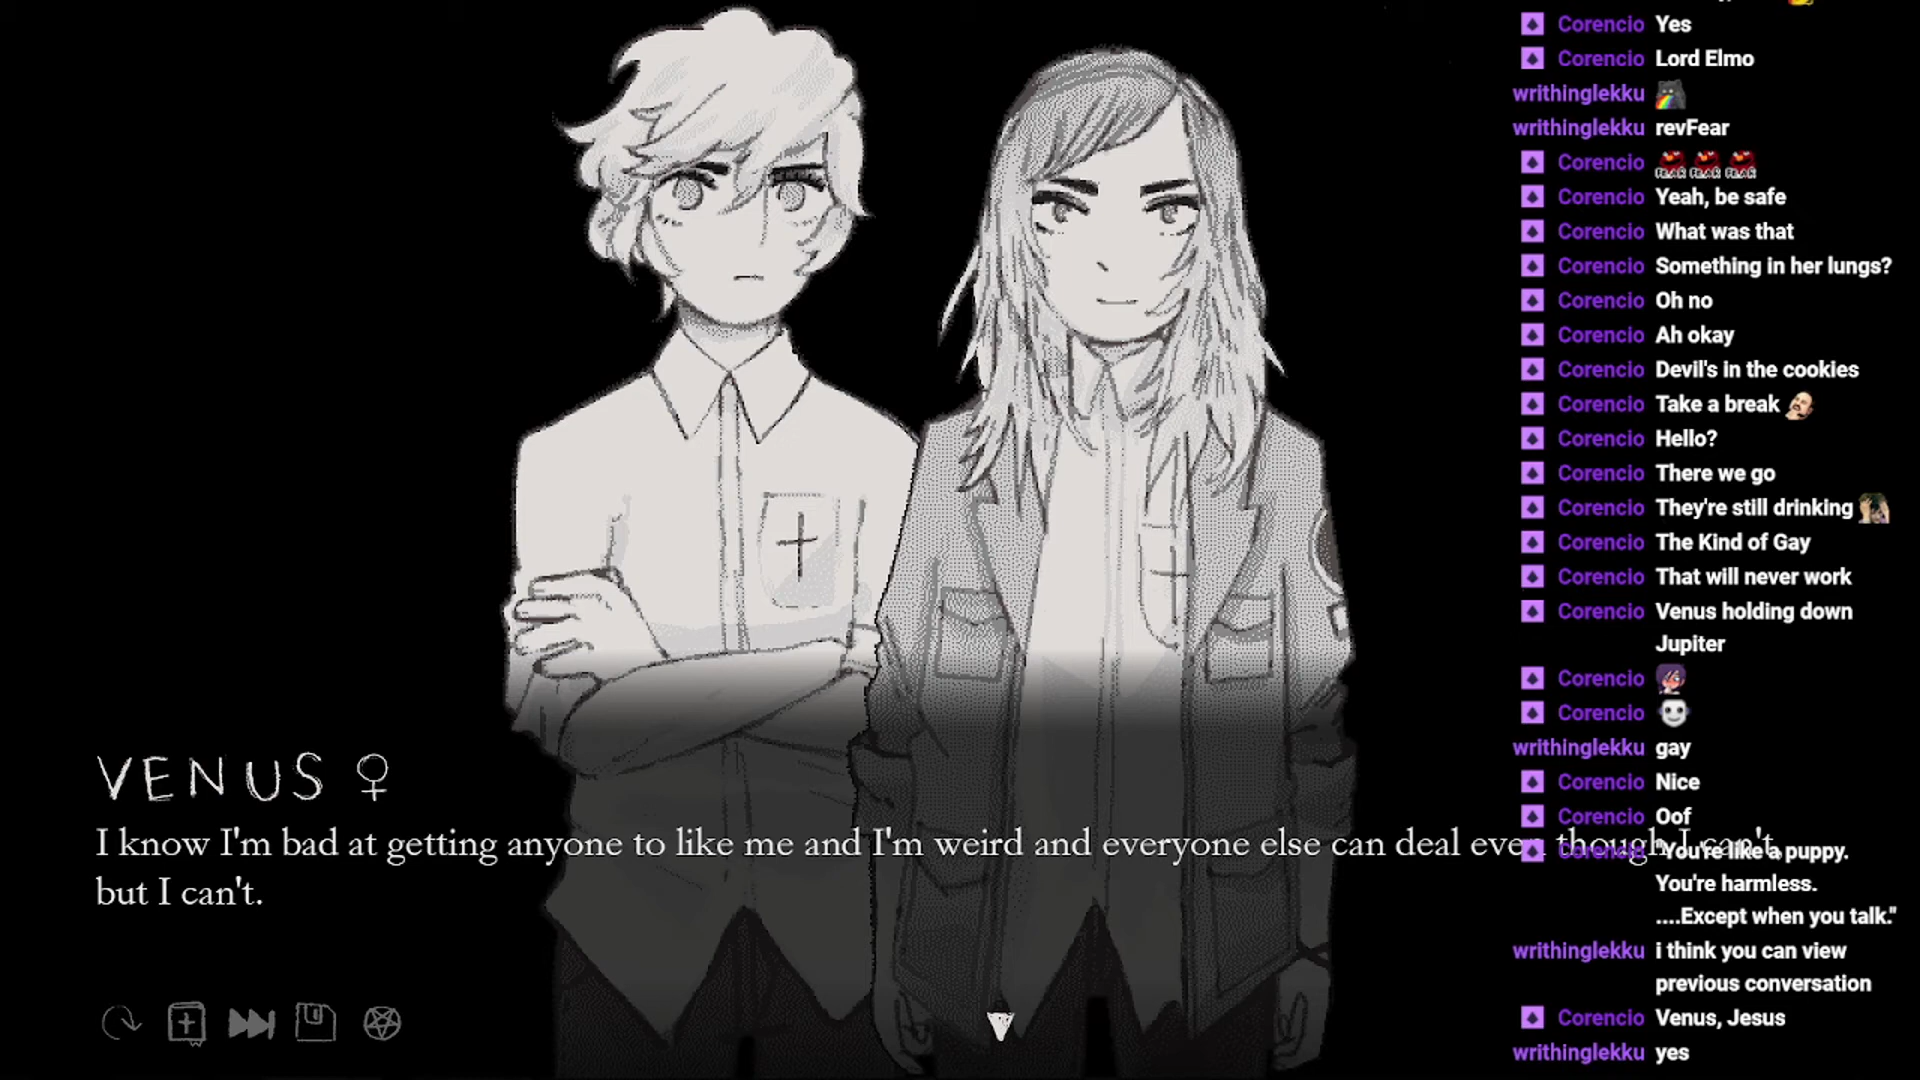 Corencio Yes
Corencio Lord Elmo
writhinglekku
writhinglekku revFear
Corencio FEAR FEAR FEAR
Corencio Yeah, be safe
Corencio What was that
Corencio Something in her lungs?
Corencio Oh no
Corencio Ah okay
Corencio Devil's in the cookies
Corencio Take a break
Corencio Hello?
Corencio There we go
Corencio They're still drinking
Corencio The Kind of Gay
Corencio That will never work
Corencio Venus holding down
Jupiter
Corencio
Corencio
writhinglekku gay
Corencio Nice
Corencio Oof
Corencio "You're like a puppy.
You're harmless.
....Except when you talk."
writhinglekku i think you can view
previous conversation
Corencio Venus, Jesus
writhinglekku yes
VENUS ♀
I know I'm bad at getting anyone to like me and I'm weird and everyone else can deal even though I can't,
but I can't.